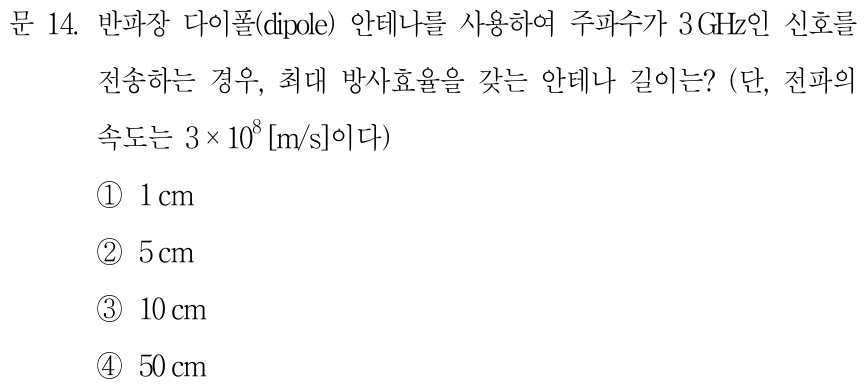 문 14. 반파장 다이폴(dipole) 안테나를 사용하여 주파수가 3 GHz인 신호를
전송하는 경우, 최대 방사효율을 갖는 안테나 길이는? (단, 전파의
속도는 3 × 10⁸ [m/s]이다)
① 1 cm
② 5 cm
③ 10 cm
④ 50 cm